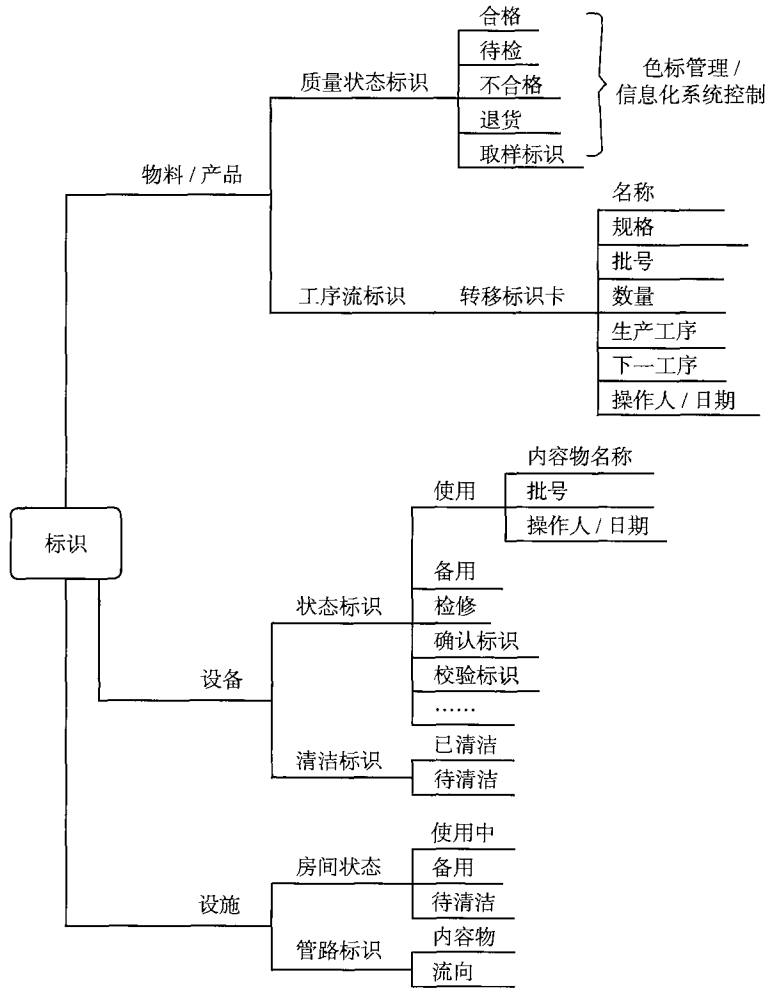 合格
待检
质量状态标识
不合格
退货
取样标识
色标管理 /
信息化系统控制
物料 / 产品
名称
规格
批号
工序流标识
转移标识卡
数量
生产工序
下一工序
操作人 / 日期
标识
内容物名称
使用
批号
操作人 / 日期
备用
状态标识
检修
确认标识
校验标识
……
设备
清洁标识
已清洁
待清洁
使用中
房间状态
备用
待清洁
设施
管路标识
内容物
流向